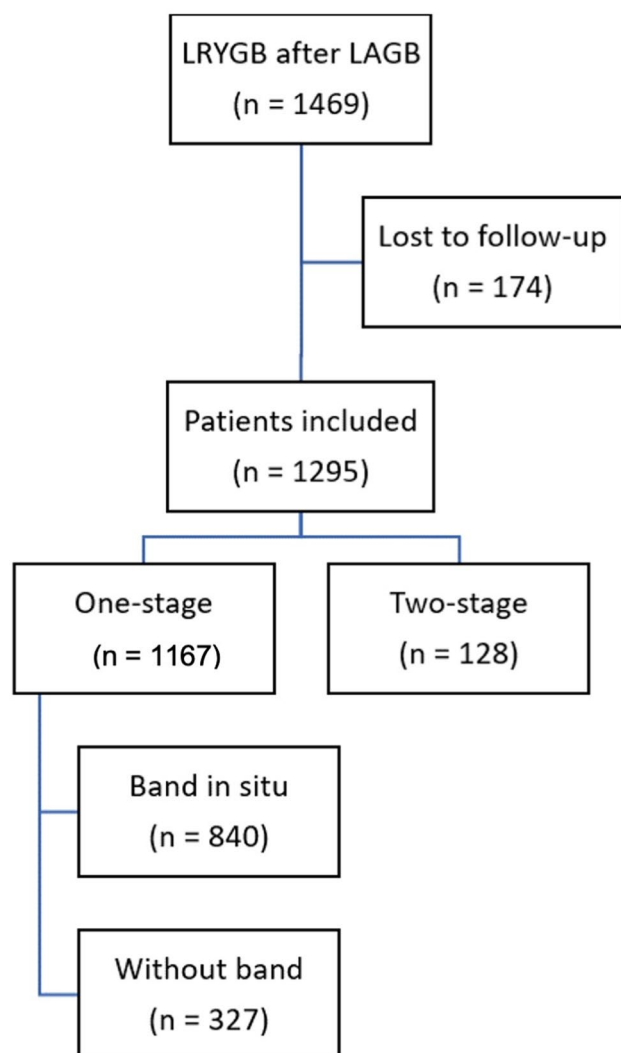 LRYGB after LAGB
(n = 1469)
Lost to follow-up
(n = 174)
Patients included
(n = 1295)
One-stage
(n = 1167)
Two-stage
(n = 128)
Band in situ
(n = 840)
Without band
(n = 327)